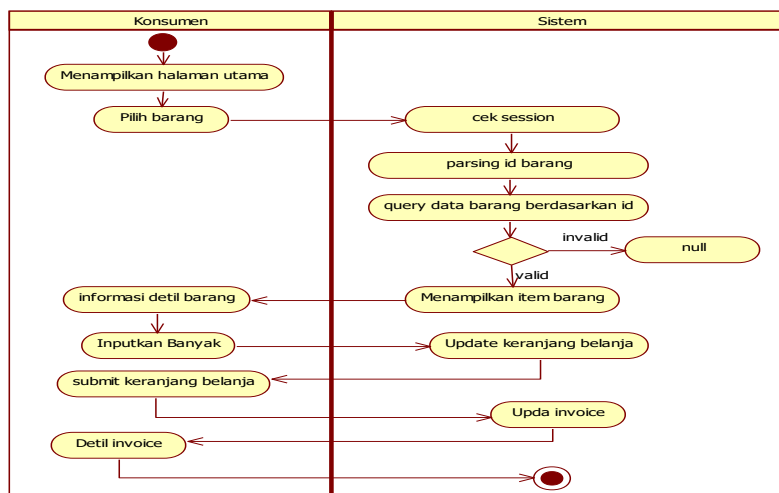 Konsumen
Sistem
Menampilkan halaman utama
Pilih barang
cek session
parsing id barang
query data barang berdasarkan id
invalid
null
valid
informasi detil barang
Menampilkan item barang
Inputkan Banyak
Update keranjang belanja
submit keranjang belanja
Upda invoice
Detil invoice